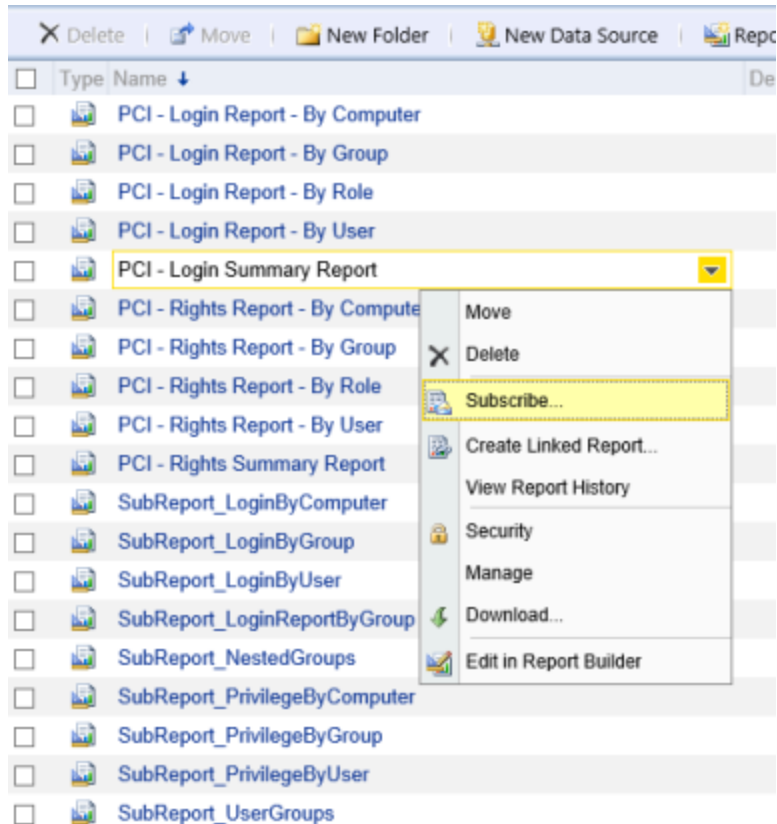 Delete Move New Folder New Data Source Repo
Type Name De
PCI - Login Report - By Computer
PCI - Login Report - By Group
PCI - Login Report - By Role
PCI - Login Report - By User
PCI - Login Summary Report
PCI - Rights Report - By Compute
PCI - Rights Report - By Group
PCI - Rights Report - By Role
PCI - Rights Report - By User
PCI - Rights Summary Report
SubReport_LoginByComputer
SubReport_LoginByGroup
SubReport_LoginByUser
SubReport_LoginReportByGroup
SubReport_NestedGroups
SubReport_PrivilegeByComputer
SubReport_PrivilegeByGroup
SubReport_PrivilegeByUser
SubReport_UserGroups
Move
Delete
Subscribe...
Create Linked Report...
View Report History
Security
Manage
Download...
Edit in Report Builder